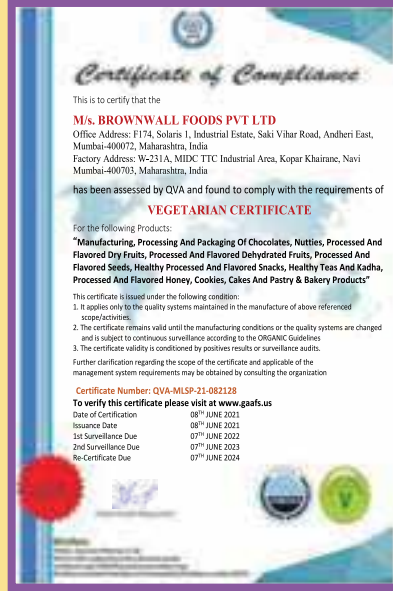 Certificate of Compliance
This is to certify that the
M/s. BROWNWALL FOODS PVT LTD
Office Address: F174, Solaris 1, Industrial Estate, Saki Vihar Road, Andheri East,
Mumbai-400072, Maharashtra, India
Factory Address: W-231A, MIDC TTC Industrial Area, Kopar Khairane, Navi
Mumbai-400703, Maharashtra, India
has been assessed by QVA and found to comply with the requirements of
VEGETARIAN CERTIFICATE
For the following Products:
“Manufacturing, Processing And Packaging Of Chocolates, Nutties, Processed And
Flavored Dry Fruits, Processed And Flavored Dehydrated Fruits, Processed And
Flavored Seeds, Healthy Processed And Flavored Snacks, Healthy Teas And Kadha,
Processed And Flavored Honey, Cookies, Cakes And Pastry & Bakery Products”
This certificate is issued under the following condition:
1. It applies only to the quality systems maintained in the manufacture of above referenced
scope/activities.
2. The certificate remains valid until the manufacturing conditions or the quality systems are changed
and is subject to continuous surveillance according to the ORGANIC Guidelines
3. The certificate validity is conditioned by positives results or surveillance audits.
Further clarification regarding the scope of the certificate and applicable of the
management system requirements may be obtained by consulting the organization
Certificate Number: QVA-MLSP-21-082128
To verify this certificate please visit at www.gaafs.us
Date of Certification 08TH JUNE 2021
Issuance Date 08TH JUNE 2021
1st Surveillance Due 07TH JUNE 2022
2nd Surveillance Due 07TH JUNE 2023
Re-Certificate Due 07TH JUNE 2024